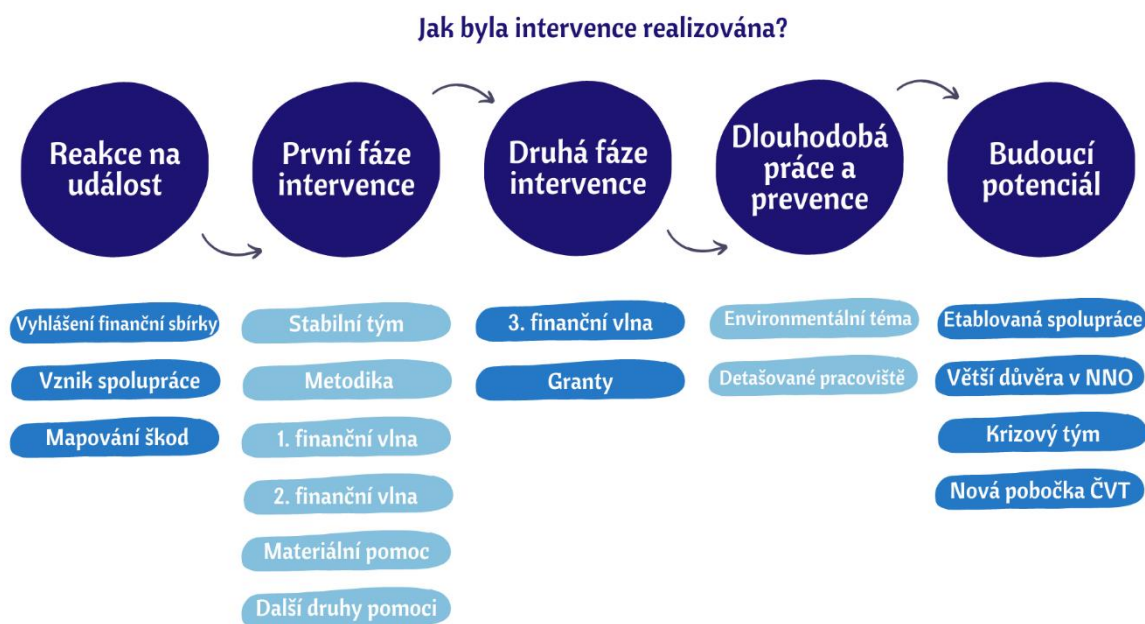 Jak byla intervence realizována?
Reakce na
událost
První fáze
intervence
Druhá fáze
intervence
Dlouhodobá
práce a
prevence
Budoucí
potenciál
Vyhlášení finanční sbírky
Vznik spolupráce
Mapování škod
Stabilní tým
Metodika
1. finanční vlna
2. finanční vlna
Materiální pomoc
Další druhy pomoci
3. finanční vlna
Granty
Environmentální téma
Detašované pracoviště
Etablovaná spolupráce
Větší důvěra v NNO
Krizový tým
Nová pobočka ČVT